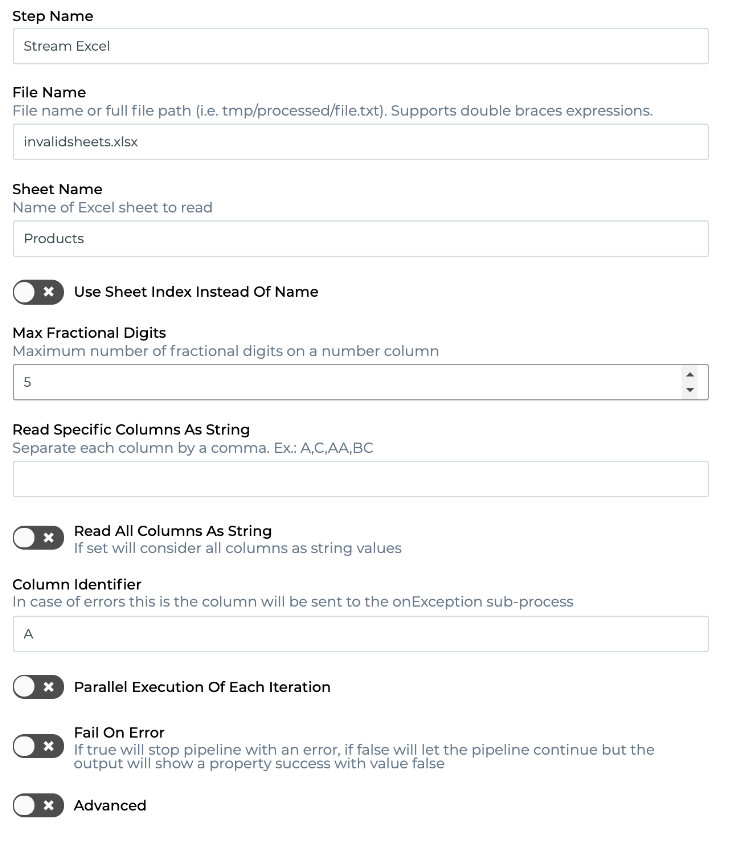 Step Name
Stream Excel
File Name
File name or full file path (i.e. tmp/processed/file.txt). Supports double braces expressions.
invalidsheets.xlsx
Sheet Name
Name of Excel sheet to read
Products
Use Sheet Index Instead Of Name
Max Fractional Digits
Maximum number of fractional digits on a number column
5
Read Specific Columns As String
Separate each column by a comma. Ex.: A,C,AA,BC
Read All Columns As String
If set will consider all columns as string values
Column Identifier
In case of errors this is the column will be sent to the onException sub-process
A
Parallel Execution Of Each Iteration
Fail On Error
If true will stop pipeline with an error, if false will let the pipeline continue but the
output will show a property success with value false
Advanced